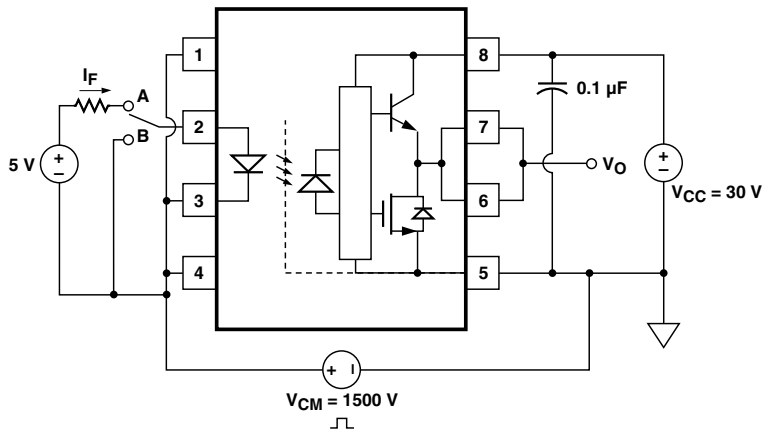 1
8
I_F
A
0.1 µF
B
2
7
5 V
+
–
V_O
+
–
V_CC = 30 V
3
6
4
5
+
–
V_CM = 1500 V